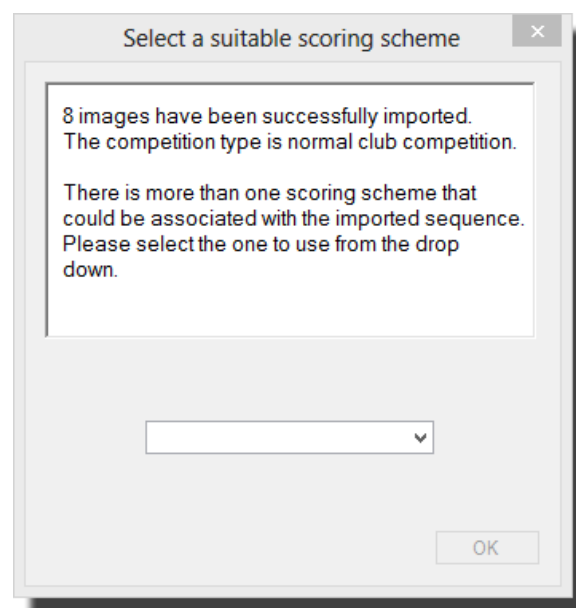 Select a suitable scoring scheme
8 images have been successfully imported.
The competition type is normal club competition.
There is more than one scoring scheme that
could be associated with the imported sequence.
Please select the one to use from the drop
down.
OK